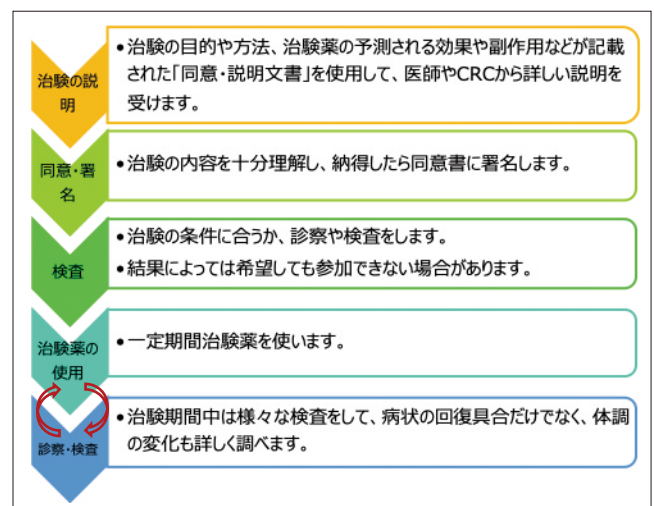 治験の説
明
•治験の目的や方法、治験薬の予測される効果や副作用などが記載
された「同意・説明文書」を使用して、医師やCRCから詳しい説明を
受けます。
同意・署
名
•治験の内容を十分理解し、納得したら同意書に署名します。
検査
•治験の条件に合うか、診察や検査をします。
•結果によっては希望しても参加できない場合があります。
治験薬の
使用
•一定期間治験薬を使います。
診察・検査
•治験期間中は様々な検査をして、病状の回復具合だけでなく、体調
の変化も詳しく調べます。